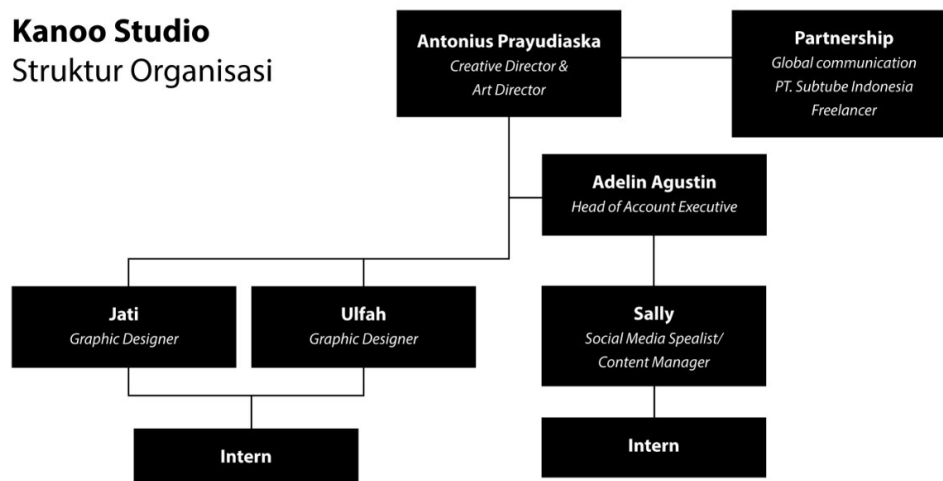 Kanoo Studio
Struktur Organisasi
Antonius Prayudiaska
Creative Director &
Art Director
Partnership
Global communication
PT. Subtube Indonesia
Freelancer
Adelin Agustin
Head of Account Executive
Jati
Graphic Designer
Ulfah
Graphic Designer
Sally
Social Media Spealist/
Content Manager
Intern
Intern